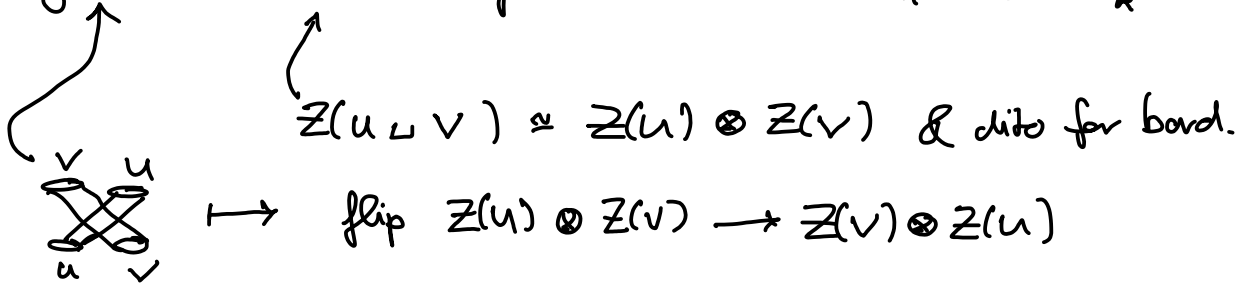 Z(u ⊔ v) ≃ Z(u) ⊗ Z(v) & dito for bord.
v u
↦ flip Z(u) ⊗ Z(v) → Z(v) ⊗ Z(u)
u v